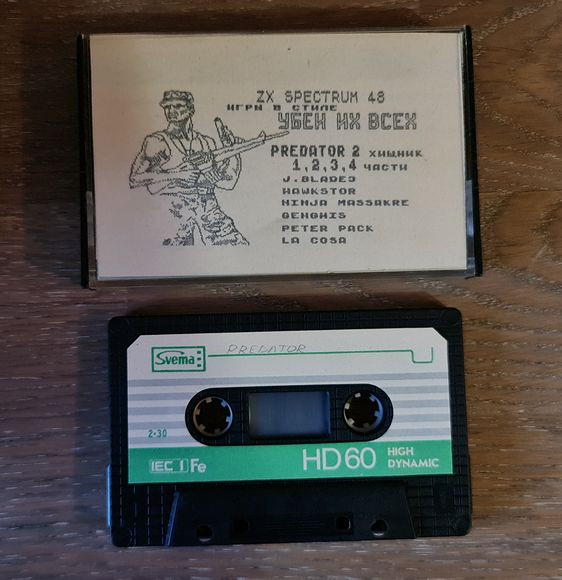 ZX SPECTRUM 48
ИГРЫ В СТИЛЕ
УБЕЙ ИХ ВСЕХ
PREDATOR 2 ХИЩНИК
1,2,3,4 ЧАСТИ
J.BLADES
HAWKSTOR
NINJA MASSAKRE
GENGHIS
PETER PACK
LA COSA
Svema
PREDATOR
2·30
IEC I Fe
HD60 HIGH DYNAMIC